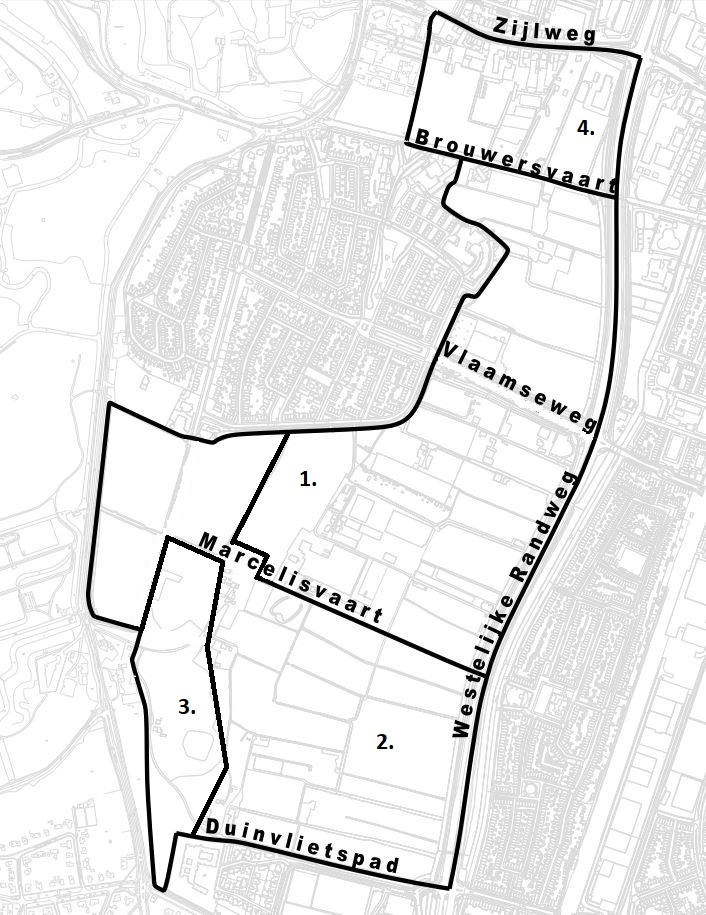 Zijlweg
4.
Brouwersvaart
Vlaamseweg
1.
Westelijke Randweg
Marcelisvaart
3.
2.
Duinvlietspad